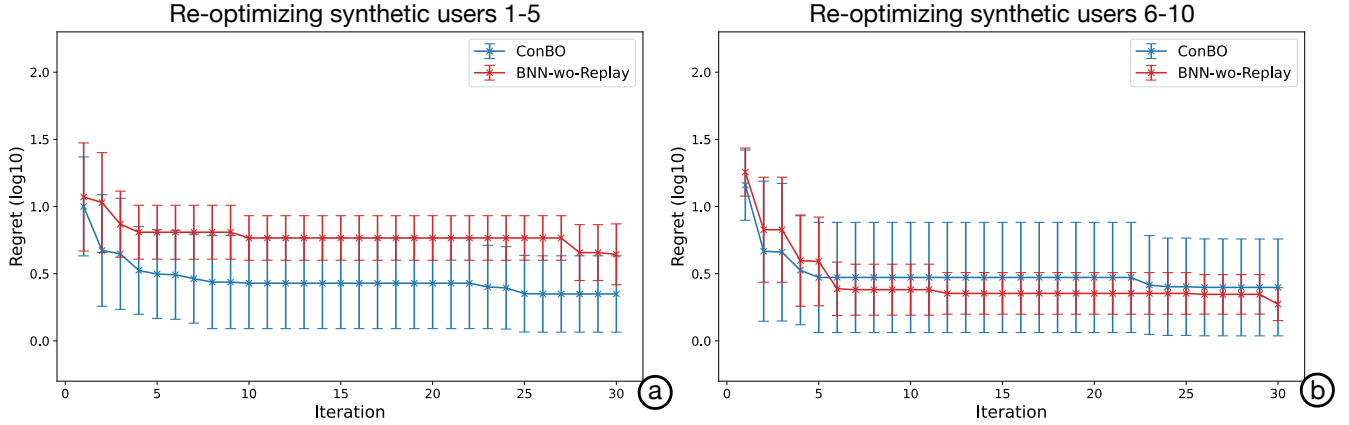 Re-optimizing synthetic users 1-5
ConBO
BNN-wo-Replay
2.0
1.5
1.0
0.5
0.0
Regret (log10)
0 5 10 15 20 25 30
Iteration
a
Re-optimizing synthetic users 6-10
ConBO
BNN-wo-Replay
2.0
1.5
1.0
0.5
0.0
Regret (log10)
0 5 10 15 20 25 30
Iteration
b